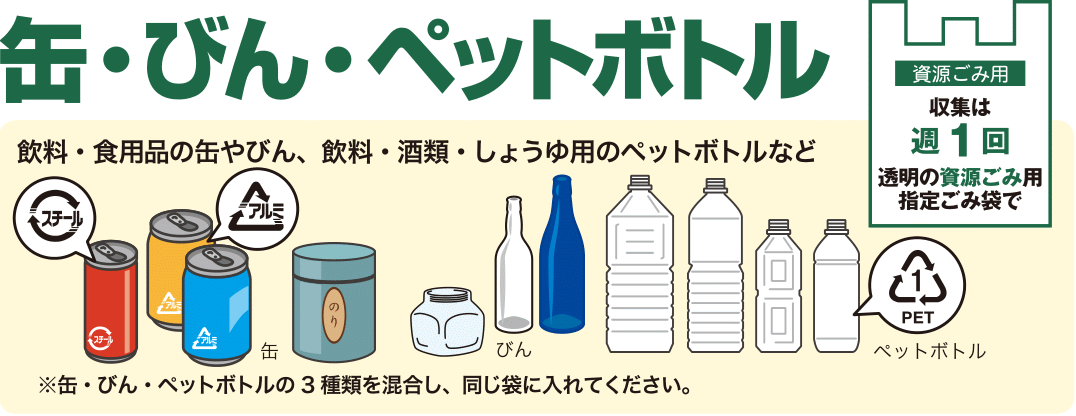 缶・びん・ペットボトル
資源ごみ用
収集は
週1回
透明の資源ごみ用
指定ごみ袋で
飲料・食用品の缶やびん、飲料・酒類・しょうゆ用のペットボトルなど
スチール
アルミ
スチール
アルミ
アルミ
のり
缶
びん
1
PET
ペットボトル
※缶・びん・ペットボトルの3種類を混合し、同じ袋に入れてください。